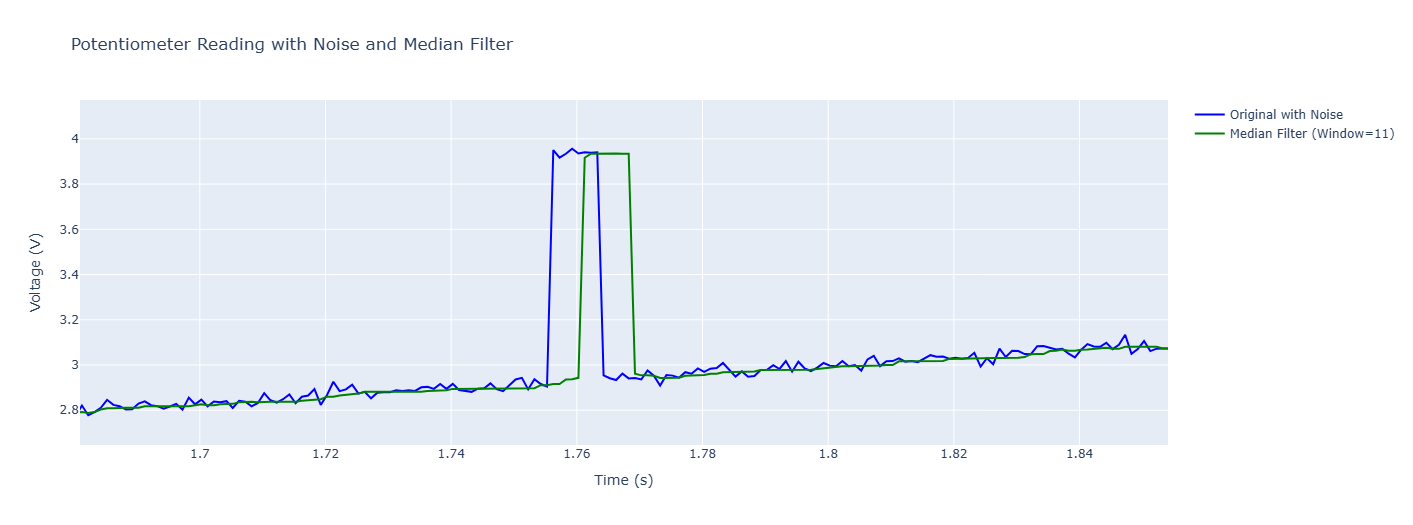 Potentiometer Reading with Noise and Median Filter
Original with Noise
Median Filter (Window=11)
4
3.8
3.6
3.4
3.2
3
2.8
Voltage (V)
1.7 1.72 1.74 1.76 1.78 1.8 1.82 1.84
Time (s)